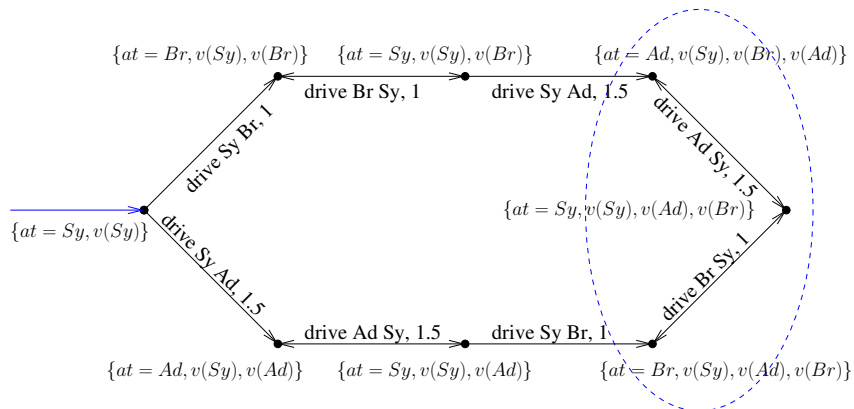 {at = Br, v(Sy), v(Br)}
{at = Sy, v(Sy), v(Br)}
{at = Ad, v(Sy), v(Br), v(Ad)}
drive Br Sy, 1
drive Sy Ad, 1.5
drive Sy Br, 1
drive Ad Sy, 1.5
{at = Sy, v(Sy)}
{at = Sy, v(Sy), v(Ad), v(Br)}
drive Sy Ad, 1.5
drive Br Sy, 1
drive Ad Sy, 1.5
drive Sy Br, 1
{at = Ad, v(Sy), v(Ad)}
{at = Sy, v(Sy), v(Ad)}
{at = Br, v(Sy), v(Ad), v(Br)}